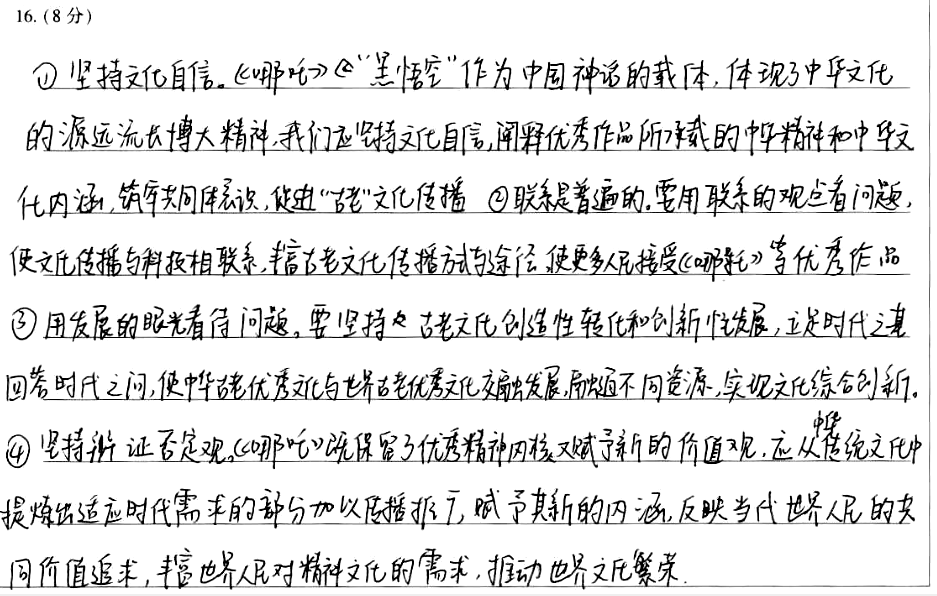 16. (8分)
① 坚持文化自信。《哪吒》"黑悟空"作为中国神话的载体,体现了中华文化
的源远流长博大精神,我们应坚持文化自信,阐释优秀作品所承载的中华精神和中华文
化内涵,筑牢共同体意识,促进"古老"文化传播 ②联系是普遍的。要用联系的观点看问题,
使文化传播与科技相联系,丰富古老文化传播方式与途径,使更多人民接受《哪吒》等优秀作品
③ 用发展的眼光看待问题。要坚持古老文化创造性转化和创新性发展,立足时代之基
回答时代之问,使中华古老优秀文化与世界古老优秀文化交融发展,融通不同资源,实现文化综合创新。
④ 坚持辩证否定观。《哪吒》既保留了优秀精神内核又赋予新的价值观,应从中华传统文化中
提炼出适应时代需求的部分加以传播推广,赋予其新的内涵,反映当代世界人民的共
同价值追求,丰富世界人民对精神文化的需求,推动世界文化繁荣.